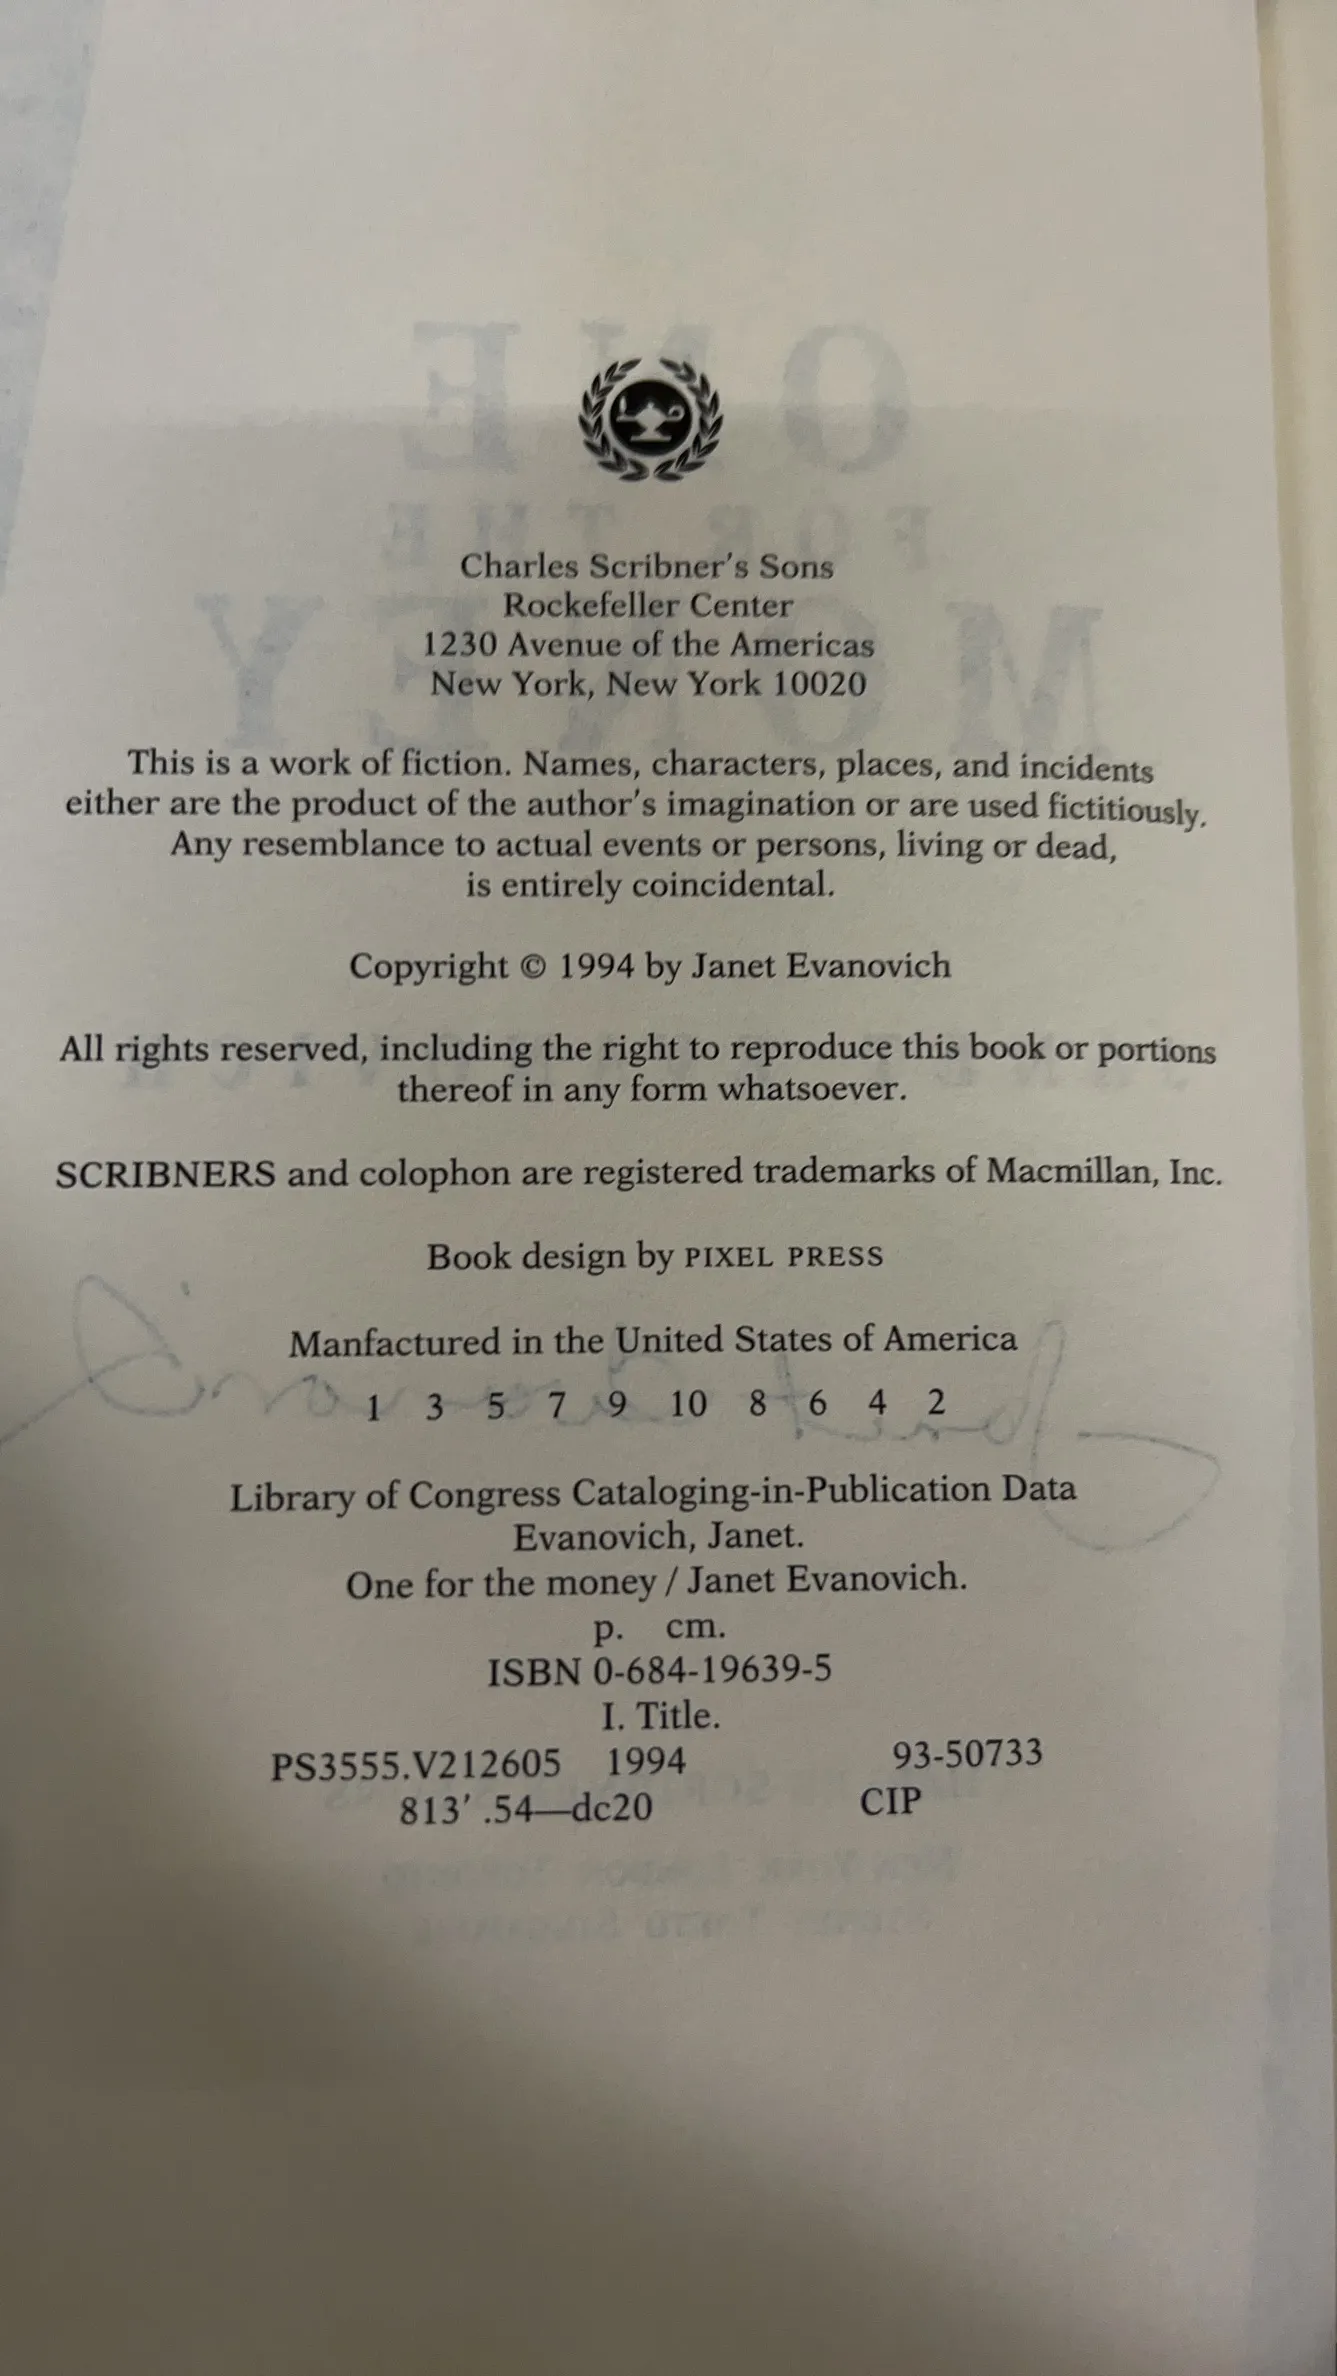 Charles Scribner's Sons
Rockefeller Center
1230 Avenue of the Americas
New York, New York 10020
This is a work of fiction. Names, characters, places, and incidents
either are the product of the author's imagination or are used fictitiously.
Any resemblance to actual events or persons, living or dead,
is entirely coincidental.
Copyright © 1994 by Janet Evanovich
All rights reserved, including the right to reproduce this book or portions
thereof in any form whatsoever.
SCRIBNERS and colophon are registered trademarks of Macmillan, Inc.
Book design by PIXEL PRESS
Manfactured in the United States of America
1 3 5 7 9 10 8 6 4 2
Library of Congress Cataloging-in-Publication Data
Evanovich, Janet.
One for the money / Janet Evanovich.
p. cm.
ISBN 0-684-19639-5
I. Title.
PS3555.V212605 1994 93-50733
813' .54—dc20 CIP